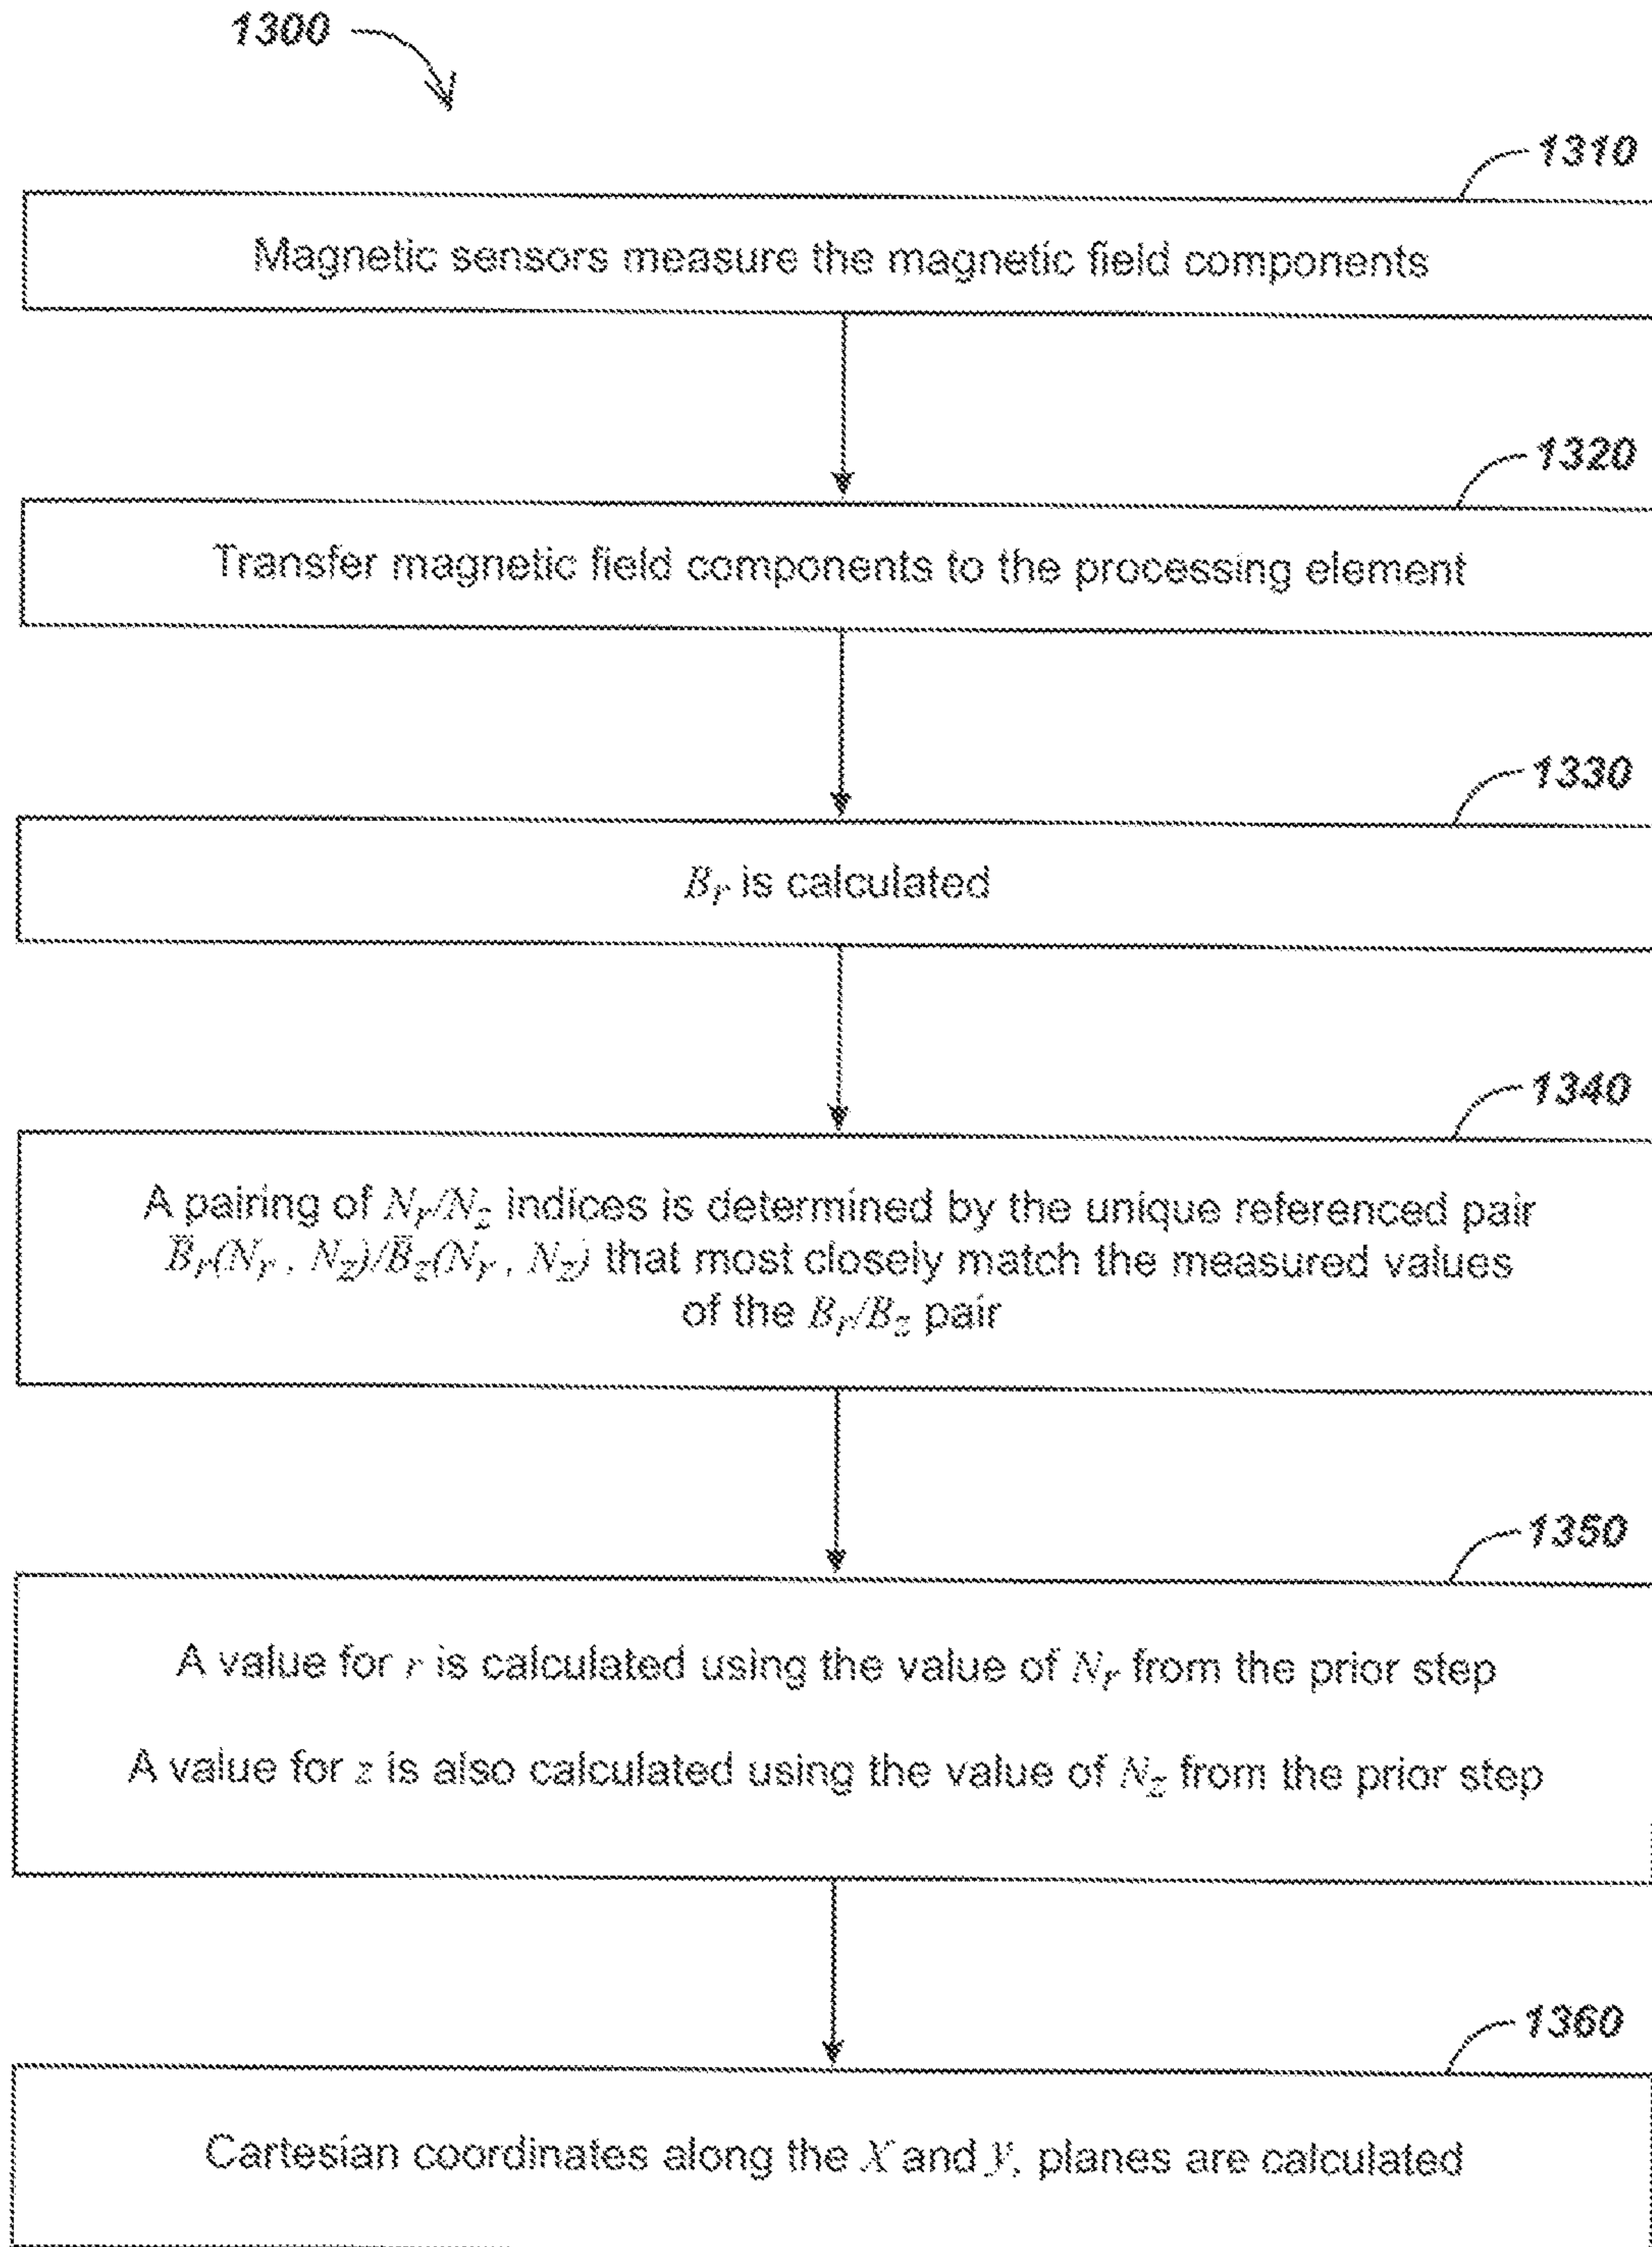 1300
1310
Magnetic sensors measure the magnetic field components
1320
Transfer magnetic field components to the processing element
1330
Br is calculated
1340
A pairing of Nr/Nz indices is determined by the unique referenced pair
B̃r(Nr , Nz)/B̃z(Nr , Nz) that most closely match the measured values
of the Br/Bz pair
1350
A value for r is calculated using the value of Nr from the prior step
A value for z is also calculated using the value of Nz from the prior step
1360
Cartesian coordinates along the X and y, planes are calculated